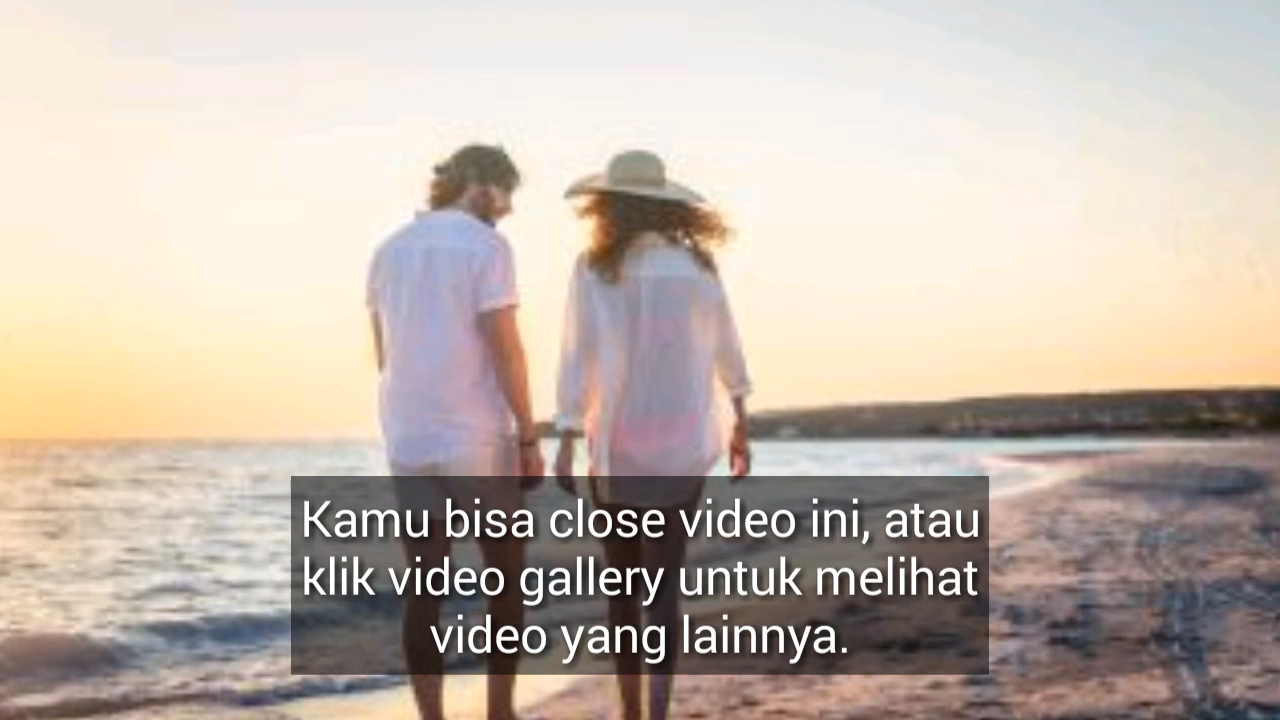 Kamu bisa close video ini, atau
klik video gallery untuk melihat
video yang lainnya.